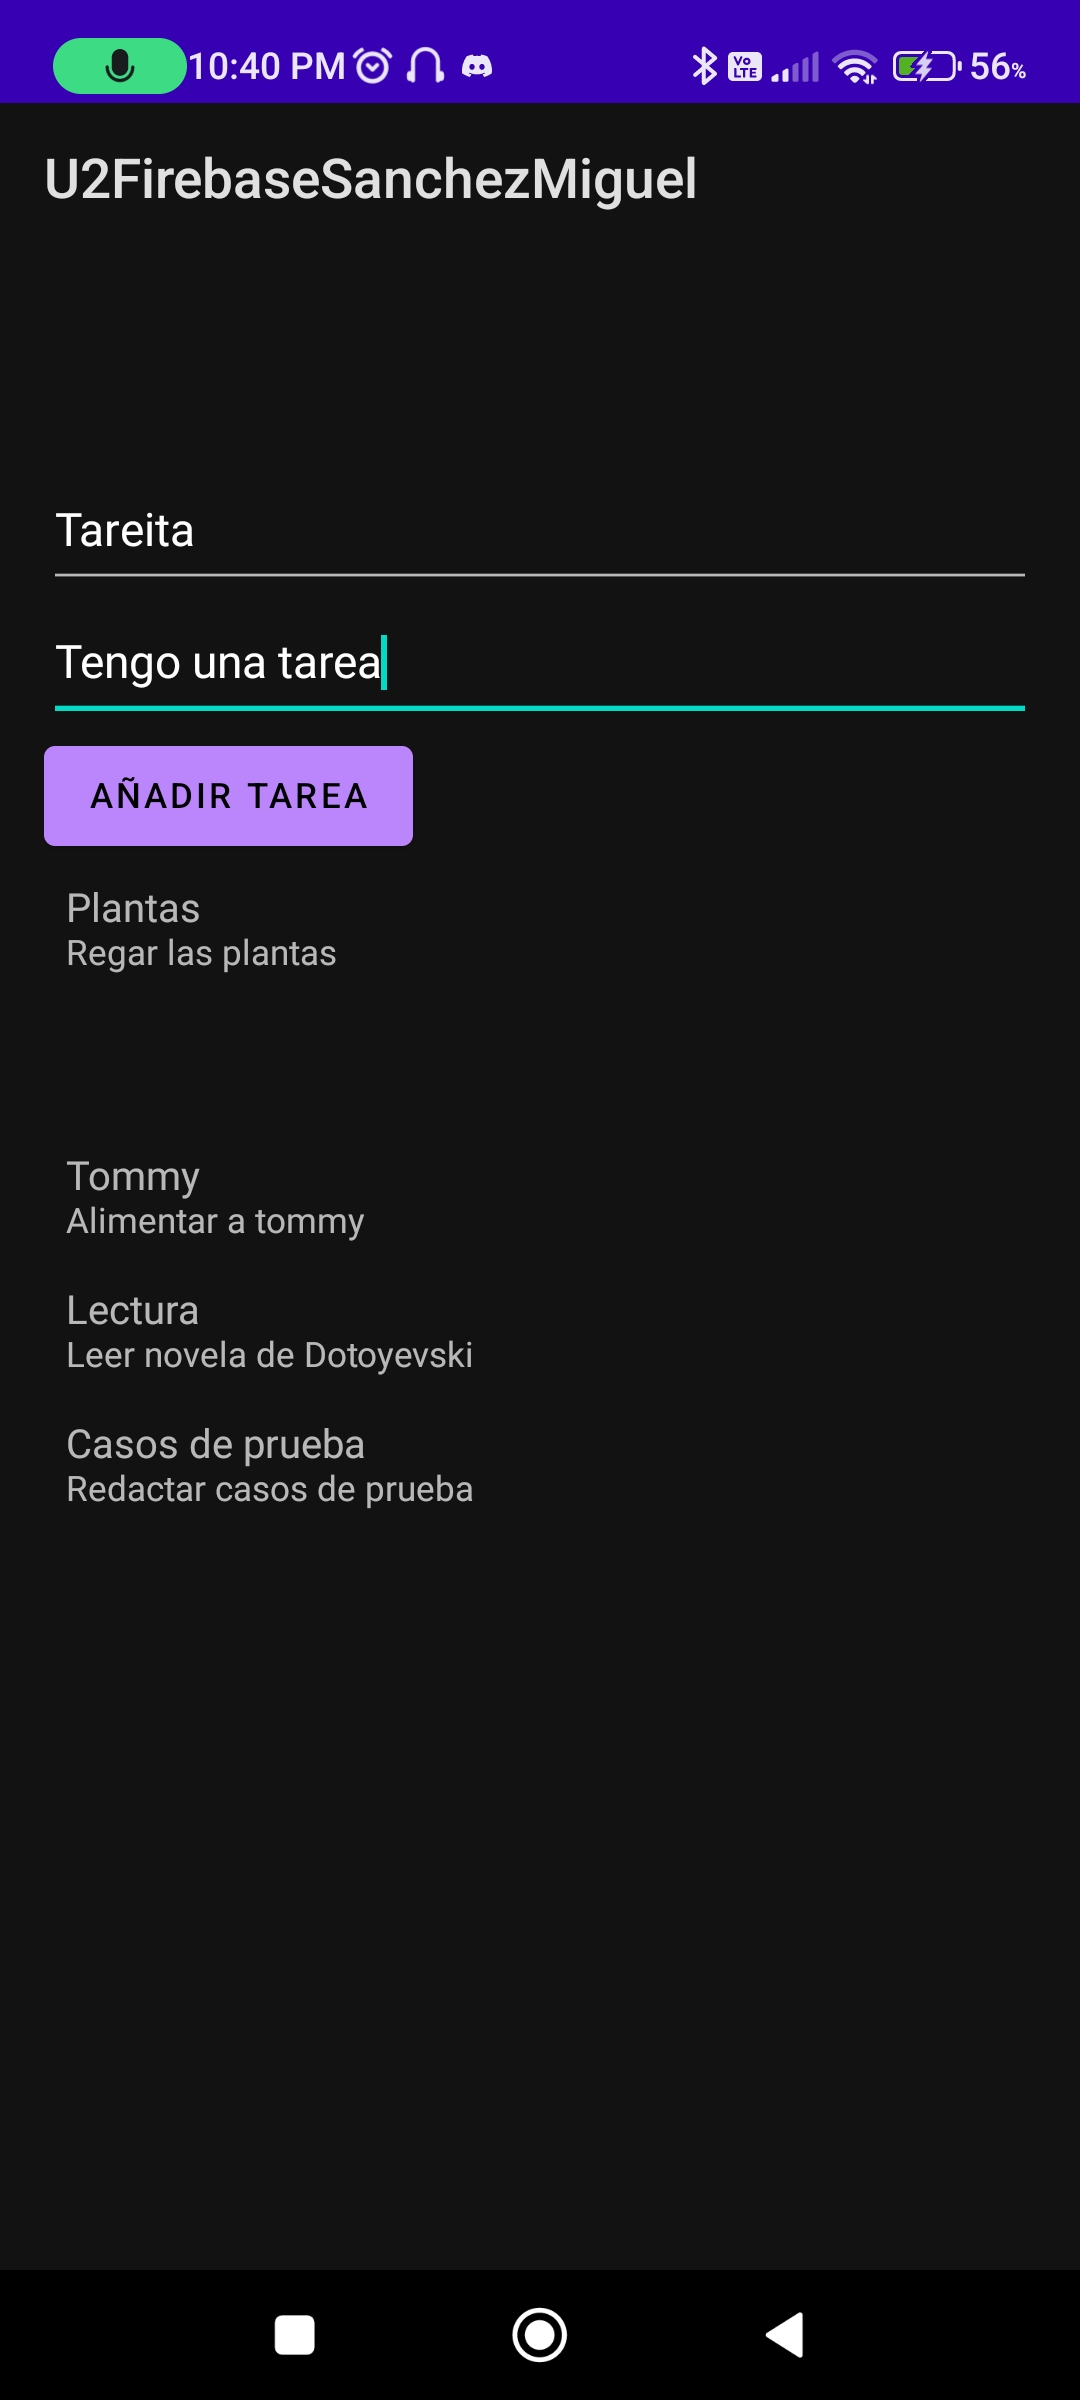 10:40 PM Vo LTE 56%
U2FirebaseSanchezMiguel
Tareita
Tengo una tarea
AÑADIR TAREA
Plantas
Regar las plantas
Tommy
Alimentar a tommy
Lectura
Leer novela de Dotoyevski
Casos de prueba
Redactar casos de prueba